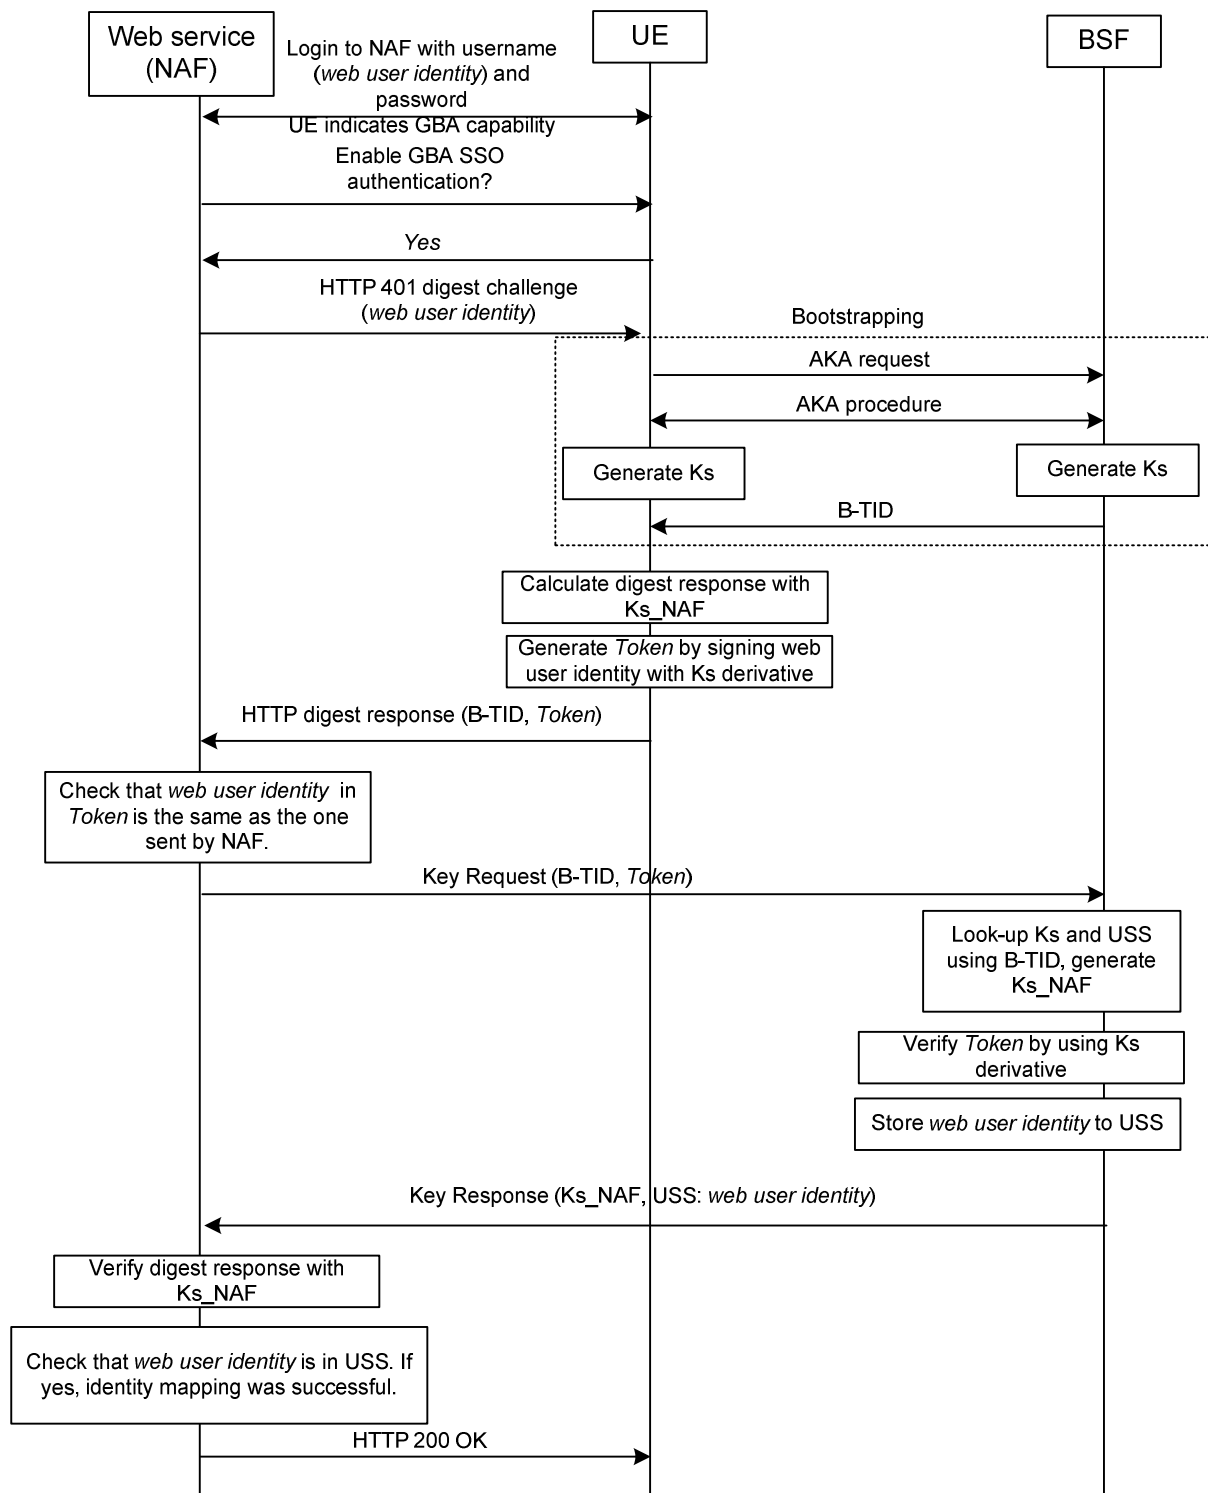 Web service
(NAF)
UE
BSF
Login to NAF with username
(web user identity) and
password
UE indicates GBA capability
Enable GBA SSO
authentication?
Yes
HTTP 401 digest challenge
(web user identity)
Bootstrapping
AKA request
AKA procedure
Generate Ks
Generate Ks
B-TID
Calculate digest response with
Ks_NAF
Generate Token by signing web
user identity with Ks derivative
HTTP digest response (B-TID, Token)
Check that web user identity in
Token is the same as the one
sent by NAF.
Key Request (B-TID, Token)
Look-up Ks and USS
using B-TID, generate
Ks_NAF
Verify Token by using Ks
derivative
Store web user identity to USS
Key Response (Ks_NAF, USS: web user identity)
Verify digest response with
Ks_NAF
Check that web user identity is in USS. If
yes, identity mapping was successful.
HTTP 200 OK